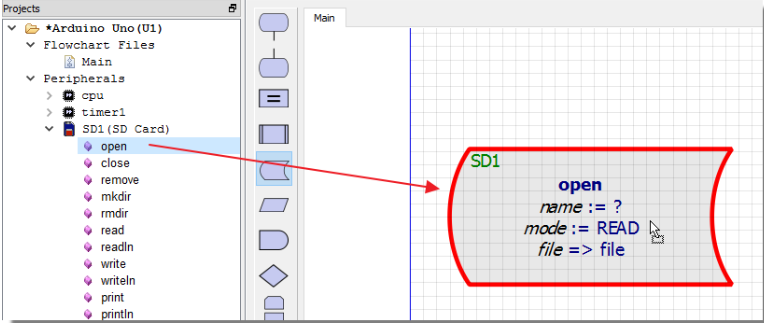 Projects
*Arduino Uno(U1)
Flowchart Files
Main
Peripherals
cpu
timer1
SD1(SD Card)
open
close
remove
mkdir
rmdir
read
readln
write
writeln
print
println
Main
SD1
open
name := ?
mode := READ
file => file